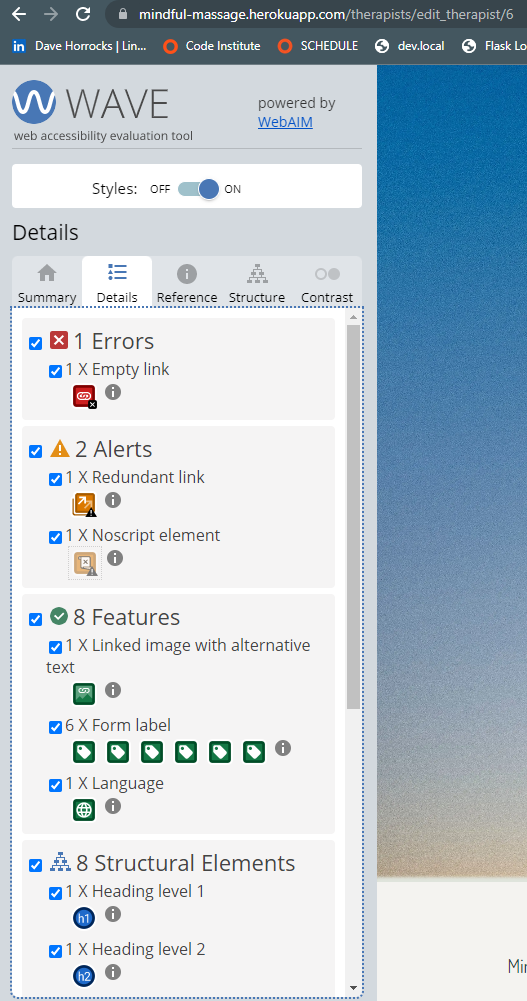 mindful-massage.herokuapp.com/therapists/edit_therapist/6
Dave Horrocks | Lin... Code Institute SCHEDULE dev.local Flask Lo
WAVE
web accessibility evaluation tool
powered by
WebAIM
Styles: OFF ON
Details
Summary Details Reference Structure Contrast
1 Errors
1 X Empty link
2 Alerts
1 X Redundant link
1 X Noscript element
8 Features
1 X Linked image with alternative
text
6 X Form label
1 X Language
8 Structural Elements
1 X Heading level 1
h1
1 X Heading level 2
h2
Mi